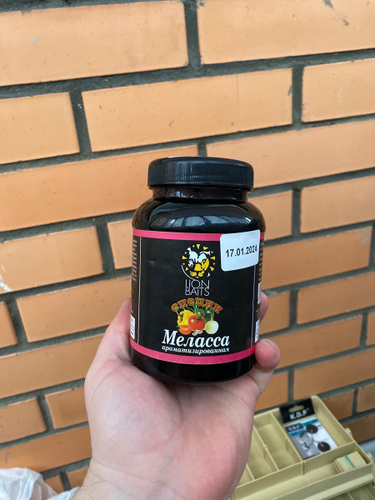 17.01.2024
LION
BAITS
специи
Меласса
ароматизированная
K.D.P